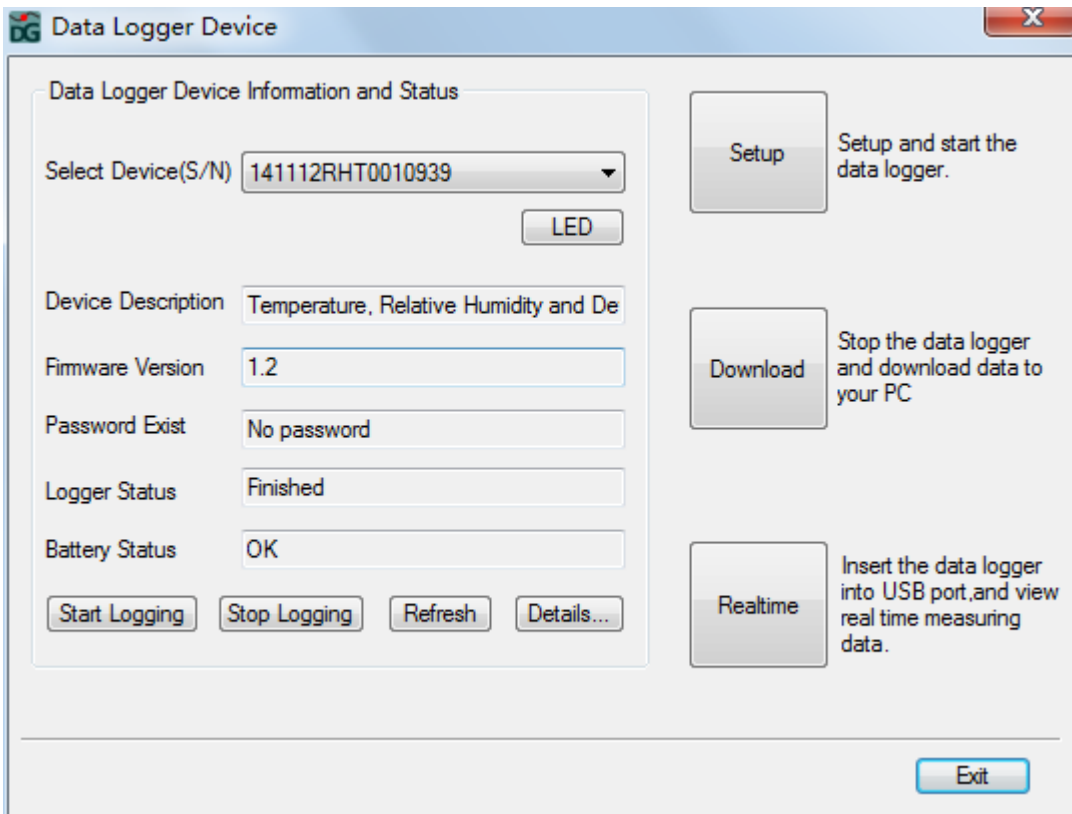 DG Data Logger Device
Data Logger Device Information and Status
Select Device(S/N) 141112RHT0010939
LED
Device Description Temperature, Relative Humidity and De
Firmware Version 1.2
Password Exist No password
Logger Status Finished
Battery Status OK
Start Logging Stop Logging Refresh Details...
Setup
Setup and start the
data logger.
Download
Stop the data logger
and download data to
your PC
Realtime
Insert the data logger
into USB port,and view
real time measuring
data.
Exit